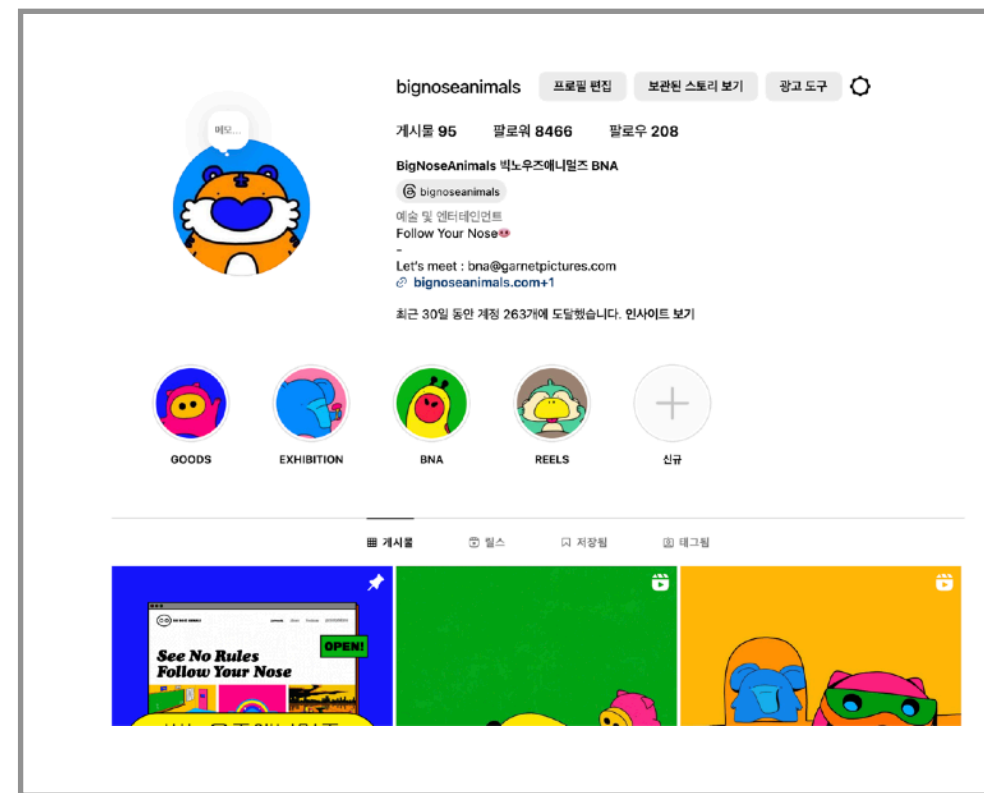 bignoseanimals 프로필 편집 보관된 스토리 보기 광고 도구
메모...
게시물 95 팔로워 8466 팔로우 208
BigNoseAnimals 빅노우즈애니멀즈 BNA
bignoseanimals
예술 및 엔터테인먼트
Follow Your Nose
-
Let's meet : bna@garnetpictures.com
bignoseanimals.com+1
최근 30일 동안 계정 263개에 도달했습니다. 인사이트 보기
GOODS EXHIBITION BNA REELS 신규
게시물 릴스 저장됨 태그됨
OPEN!
See No Rules
Follow Your Nose